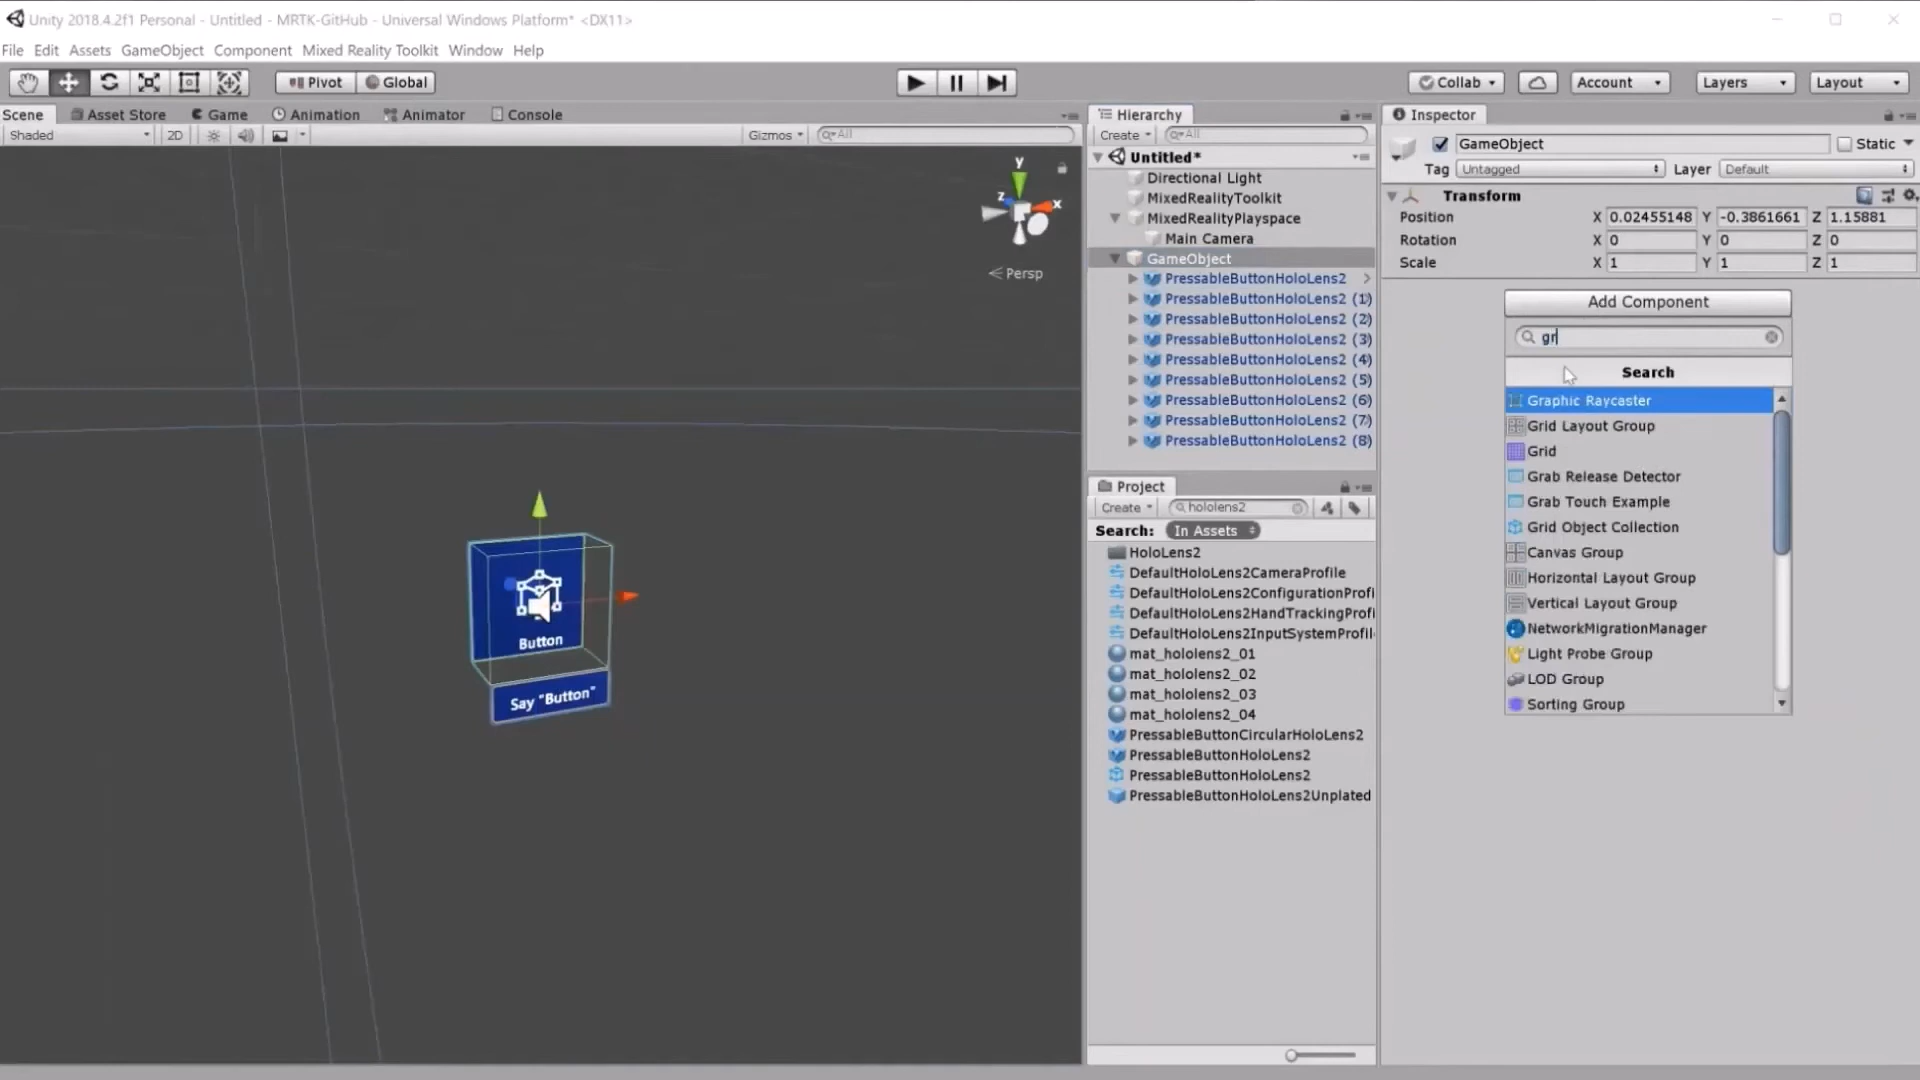 Unity 2018.4.2f1 Personal - Untitled - MRTK-GitHub - Universal Windows Platform* <DX11>
File Edit Assets GameObject Component Mixed Reality Toolkit Window Help
Pivot Global Collab Account Layers Layout
Scene Asset Store Game Animation Animator Console
Shaded 2D Gizmos All
y
z
x
Persp
Button
Say "Button"
Hierarchy
Create All
Untitled*
Directional Light
MixedRealityToolkit
MixedRealityPlayspace
Main Camera
GameObject
PressableButtonHoloLens2
PressableButtonHoloLens2 (1)
PressableButtonHoloLens2 (2)
PressableButtonHoloLens2 (3)
PressableButtonHoloLens2 (4)
PressableButtonHoloLens2 (5)
PressableButtonHoloLens2 (6)
PressableButtonHoloLens2 (7)
PressableButtonHoloLens2 (8)
Project
Create hololens2
Search: In Assets
HoloLens2
DefaultHoloLens2CameraProfile
DefaultHoloLens2ConfigurationProfi
DefaultHoloLens2HandTrackingProfi
DefaultHoloLens2InputSystemProfil
mat_hololens2_01
mat_hololens2_02
mat_hololens2_03
mat_hololens2_04
PressableButtonCircularHoloLens2
PressableButtonHoloLens2
PressableButtonHoloLens2
PressableButtonHoloLens2Unplated
Inspector
GameObject Static
Tag Untagged Layer Default
Transform
Position X 0.02455148 Y -0.3861661 Z 1.15881
Rotation X 0 Y 0 Z 0
Scale X 1 Y 1 Z 1
Add Component
gr
Search
Graphic Raycaster
Grid Layout Group
Grid
Grab Release Detector
Grab Touch Example
Grid Object Collection
Canvas Group
Horizontal Layout Group
Vertical Layout Group
NetworkMigrationManager
Light Probe Group
LOD Group
Sorting Group